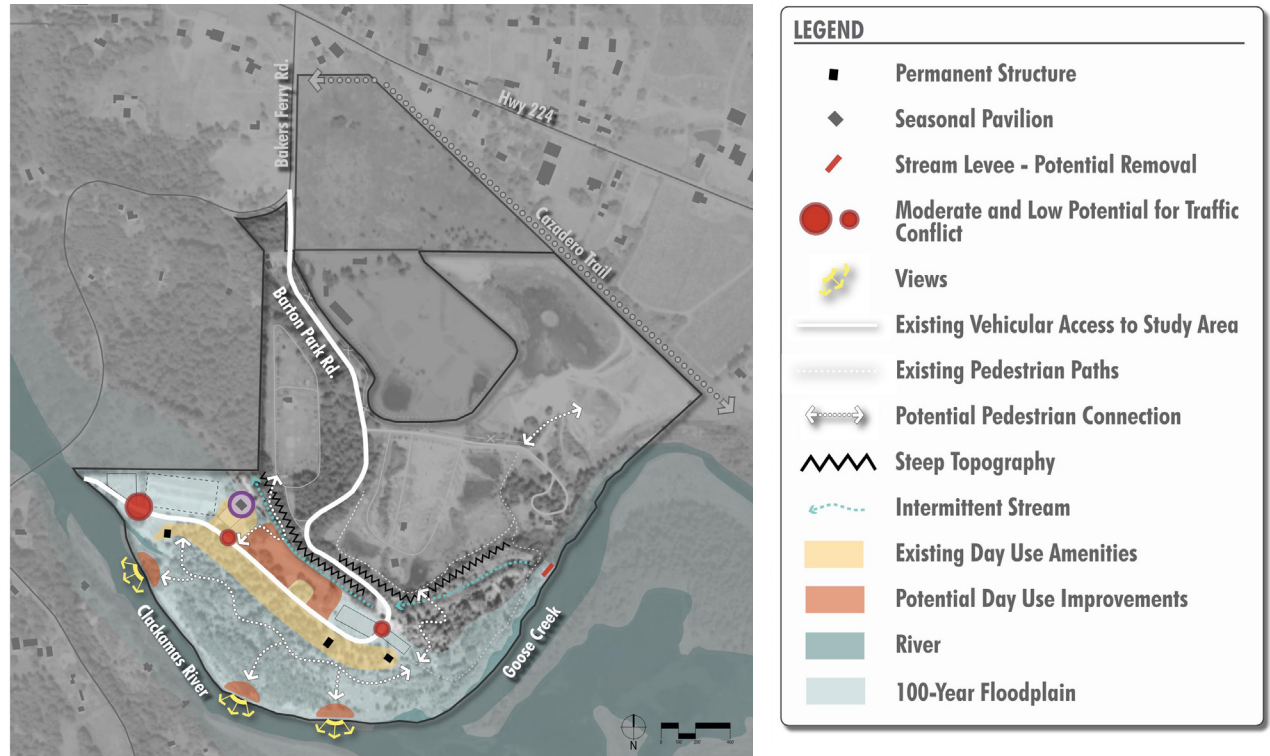 Bakers Ferry Rd.
Hwy 224
Cazadero Trail
Barton Park Rd.
Clackamas River
Goose Creek
N
LEGEND
Permanent Structure
Seasonal Pavilion
Stream Levee - Potential Removal
Moderate and Low Potential for Traffic
Conflict
Views
Existing Vehicular Access to Study Area
Existing Pedestrian Paths
Potential Pedestrian Connection
Steep Topography
Intermittent Stream
Existing Day Use Amenities
Potential Day Use Improvements
River
100-Year Floodplain